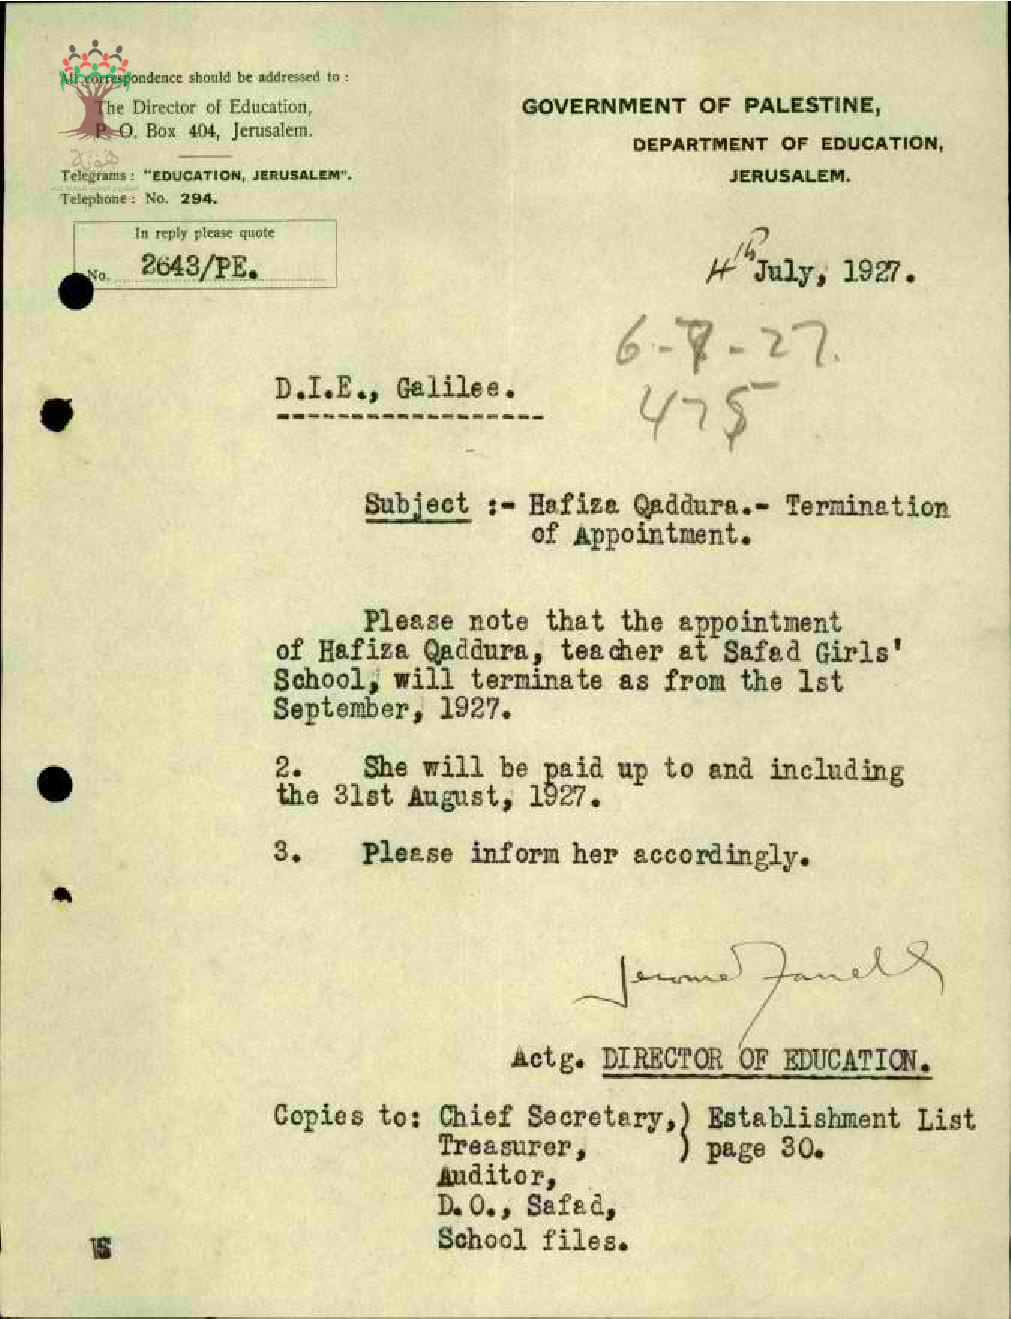 All correspondence should be addressed to :
The Director of Education,
P. O. Box 404, Jerusalem.
Telegrams : "EDUCATION, JERUSALEM".
Telephone : No. 294.
In reply please quote
No. 2643/PE.
GOVERNMENT OF PALESTINE,
DEPARTMENT OF EDUCATION,
JERUSALEM.
4th July, 1927.
6-7-27.
475
D.I.E., Galilee.
Subject :- Hafiza Qaddura.- Termination
of Appointment.
Please note that the appointment
of Hafiza Qaddura, teacher at Safad Girls'
School, will terminate as from the 1st
September, 1927.
2. She will be paid up to and including
the 31st August, 1927.
3. Please inform her accordingly.
Jerome Farrell
Actg. DIRECTOR OF EDUCATION.
Copies to: Chief Secretary,) Establishment List
Treasurer, ) page 30.
Auditor,
D.O., Safad,
School files.
هوية